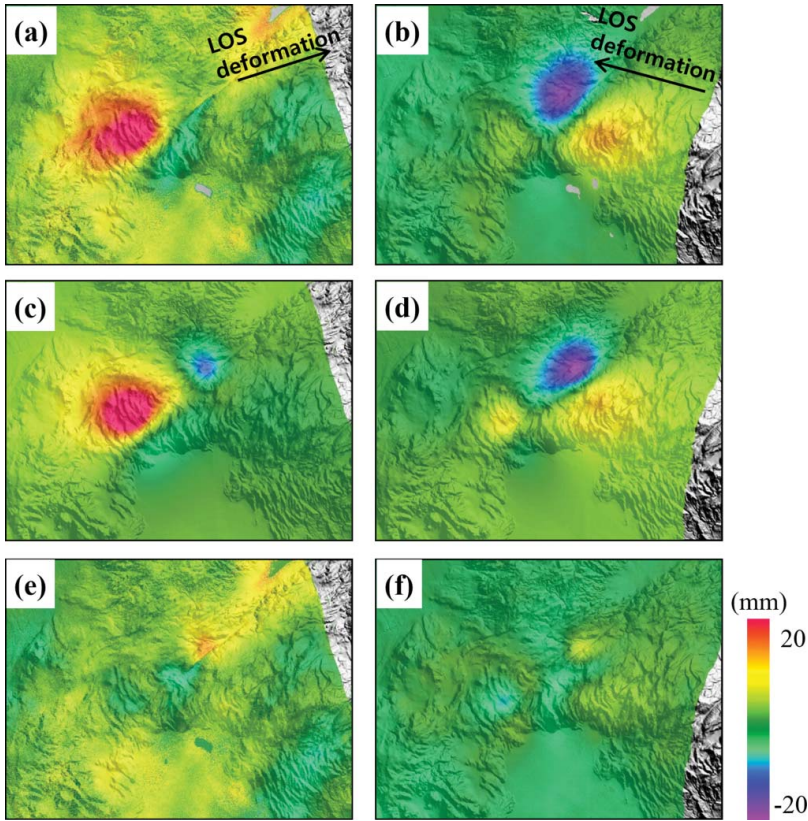 (a)
LOS
deformation
(b)
LOS
deformation
(c)
(d)
(e)
(f)
(mm)
20
-20